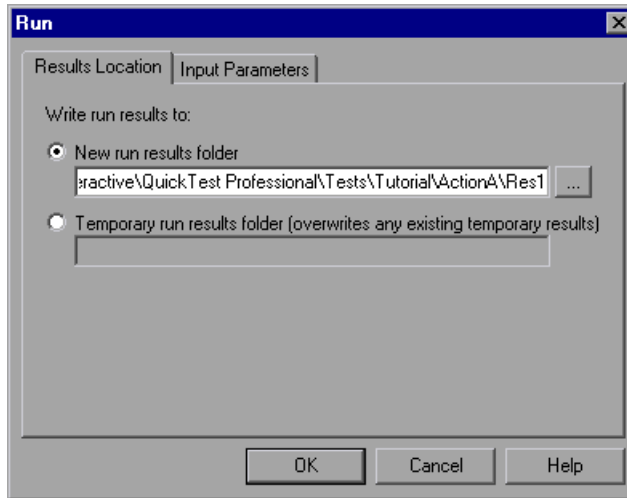 Run
Results Location Input Parameters
Write run results to:
New run results folder
eractive\QuickTest Professional\Tests\Tutorial\ActionA\Res1 ...
Temporary run results folder (overwrites any existing temporary results)
OK Cancel Help